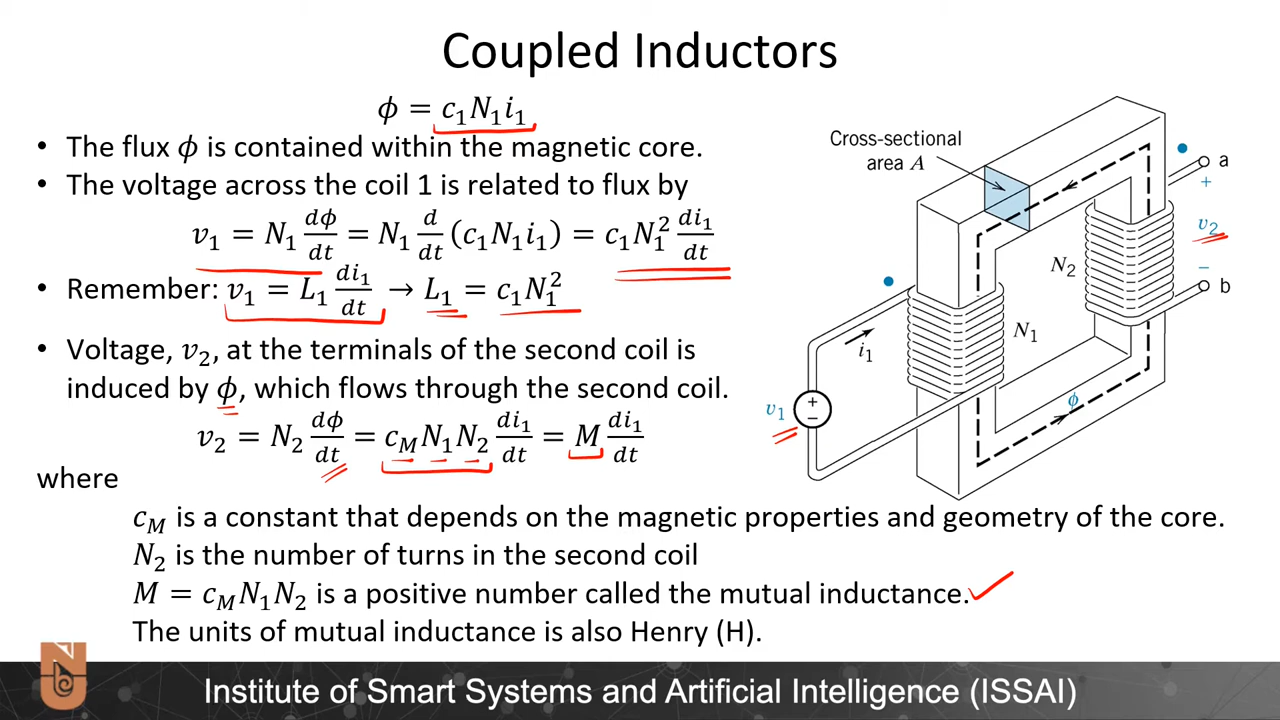 Coupled Inductors
𝜙 = 𝑐₁𝑁₁𝑖₁
• The flux 𝜙 is contained within the magnetic core.
• The voltage across the coil 1 is related to flux by
𝑣₁ = 𝑁₁ 𝑑𝜙/𝑑𝑡 = 𝑁₁ 𝑑/𝑑𝑡 (𝑐₁𝑁₁𝑖₁) = 𝑐₁𝑁₁² 𝑑𝑖₁/𝑑𝑡
• Remember: 𝑣₁ = 𝐿₁ 𝑑𝑖₁/𝑑𝑡 → 𝐿₁ = 𝑐₁𝑁₁²
• Voltage, 𝑣₂, at the terminals of the second coil is
induced by 𝜙, which flows through the second coil.
𝑣₂ = 𝑁₂ 𝑑𝜙/𝑑𝑡 = 𝑐_𝑀𝑁₁𝑁₂ 𝑑𝑖₁/𝑑𝑡 = 𝑀 𝑑𝑖₁/𝑑𝑡
where
𝑐_𝑀 is a constant that depends on the magnetic properties and geometry of the core.
𝑁₂ is the number of turns in the second coil
𝑀 = 𝑐_𝑀𝑁₁𝑁₂ is a positive number called the mutual inductance.
The units of mutual inductance is also Henry (H).
Cross-sectional
area A
a
+
v₂
−
b
N₂
N₁
i₁
v₁
+
−
ϕ
Institute of Smart Systems and Artificial Intelligence (ISSAI)